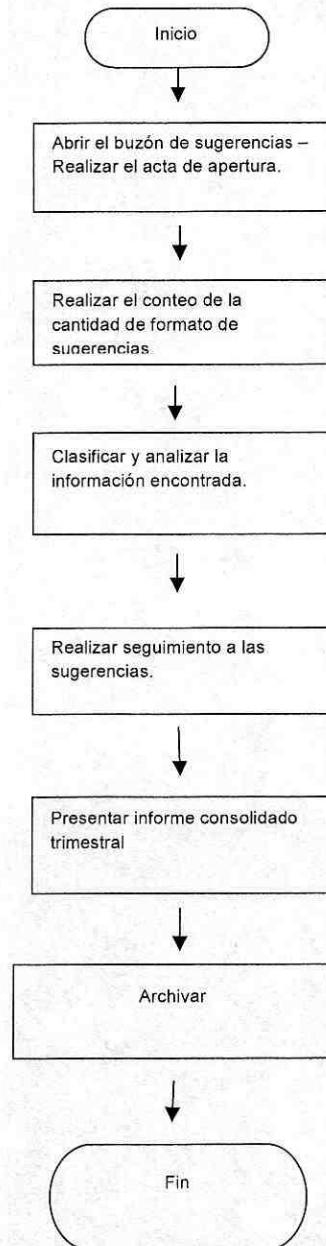 Inicio
Abrir el buzón de sugerencias –
Realizar el acta de apertura.
Realizar el conteo de la
cantidad de formato de
sugerencias
Clasificar y analizar la
información encontrada.
Realizar seguimiento a las
sugerencias.
Presentar informe consolidado
trimestral
Archivar
Fin